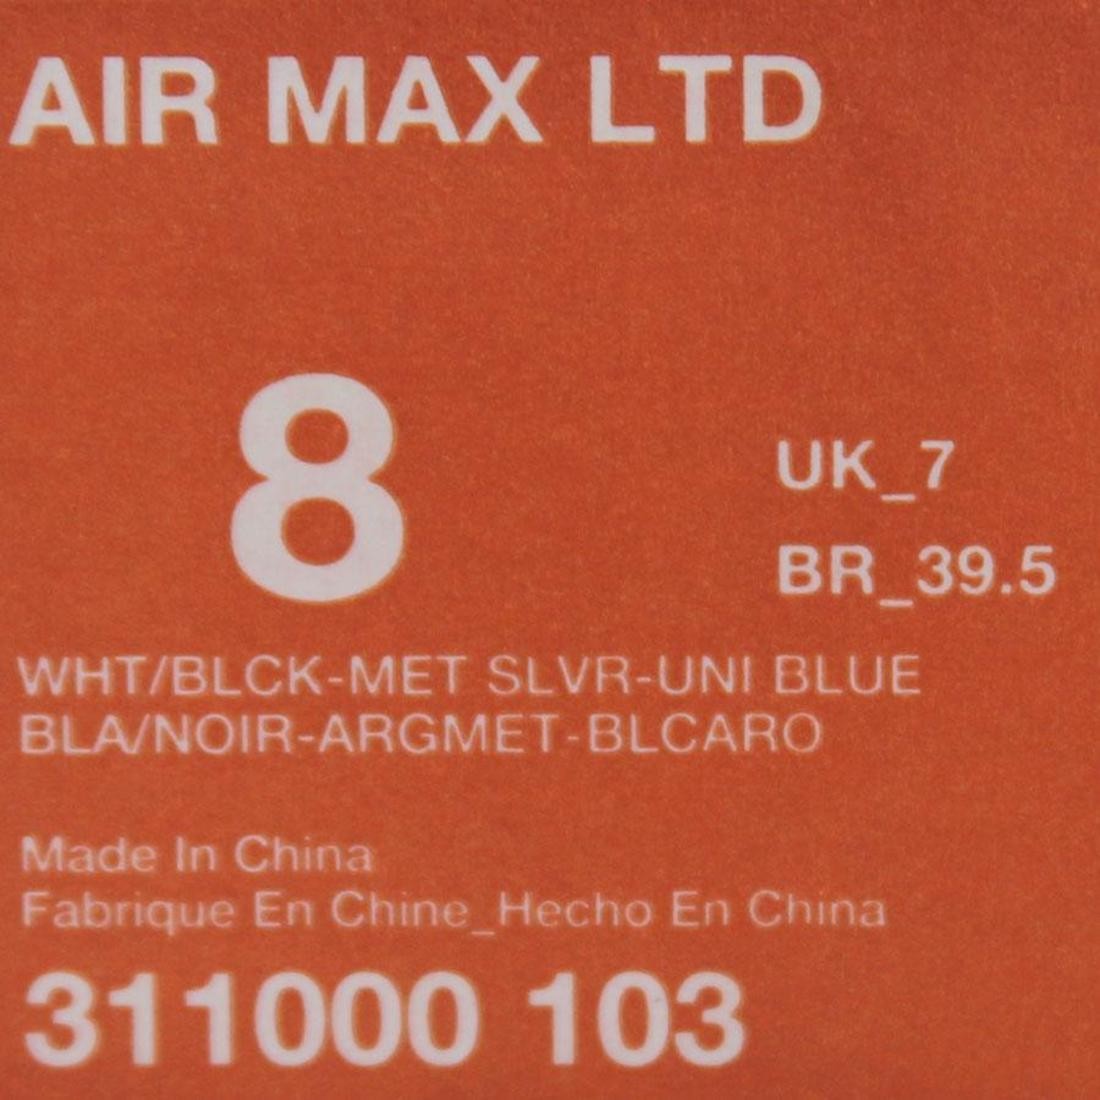 AIR MAX LTD
8
UK_7
BR_39.5
WHT/BLCK-MET SLVR-UNI BLUE
BLA/NOIR-ARGMET-BLCARO
Made In China
Fabrique En Chine_Hecho En China
311000 103